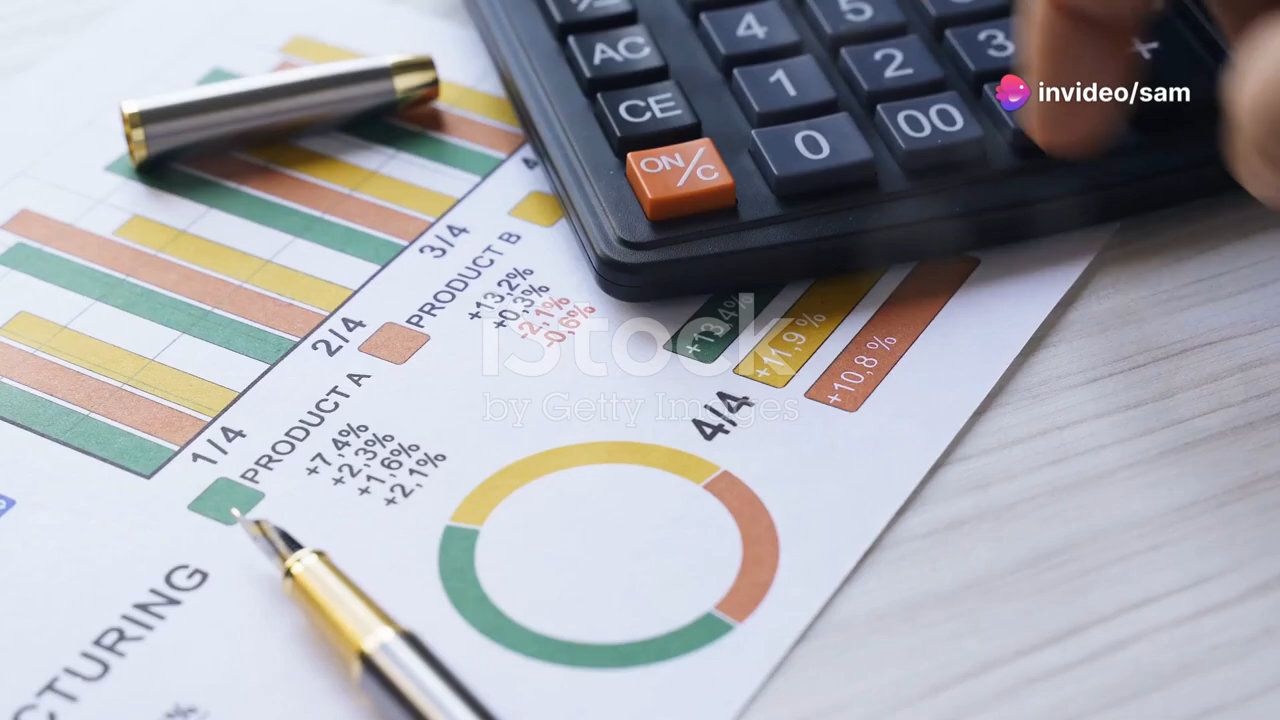 AC
4
5
CE
1
2
3
ON/C
0
00
invideo/sam
3/4
PRODUCT B
+13,2%
+0,3%
-2,1%
-0,6%
2/4
PRODUCT A
+7,4%
+2,3%
+1,6%
+2,1%
1/4
+13,4%
+11,9 %
+10,8 %
4/4
iStock
by Getty Images
CTURING